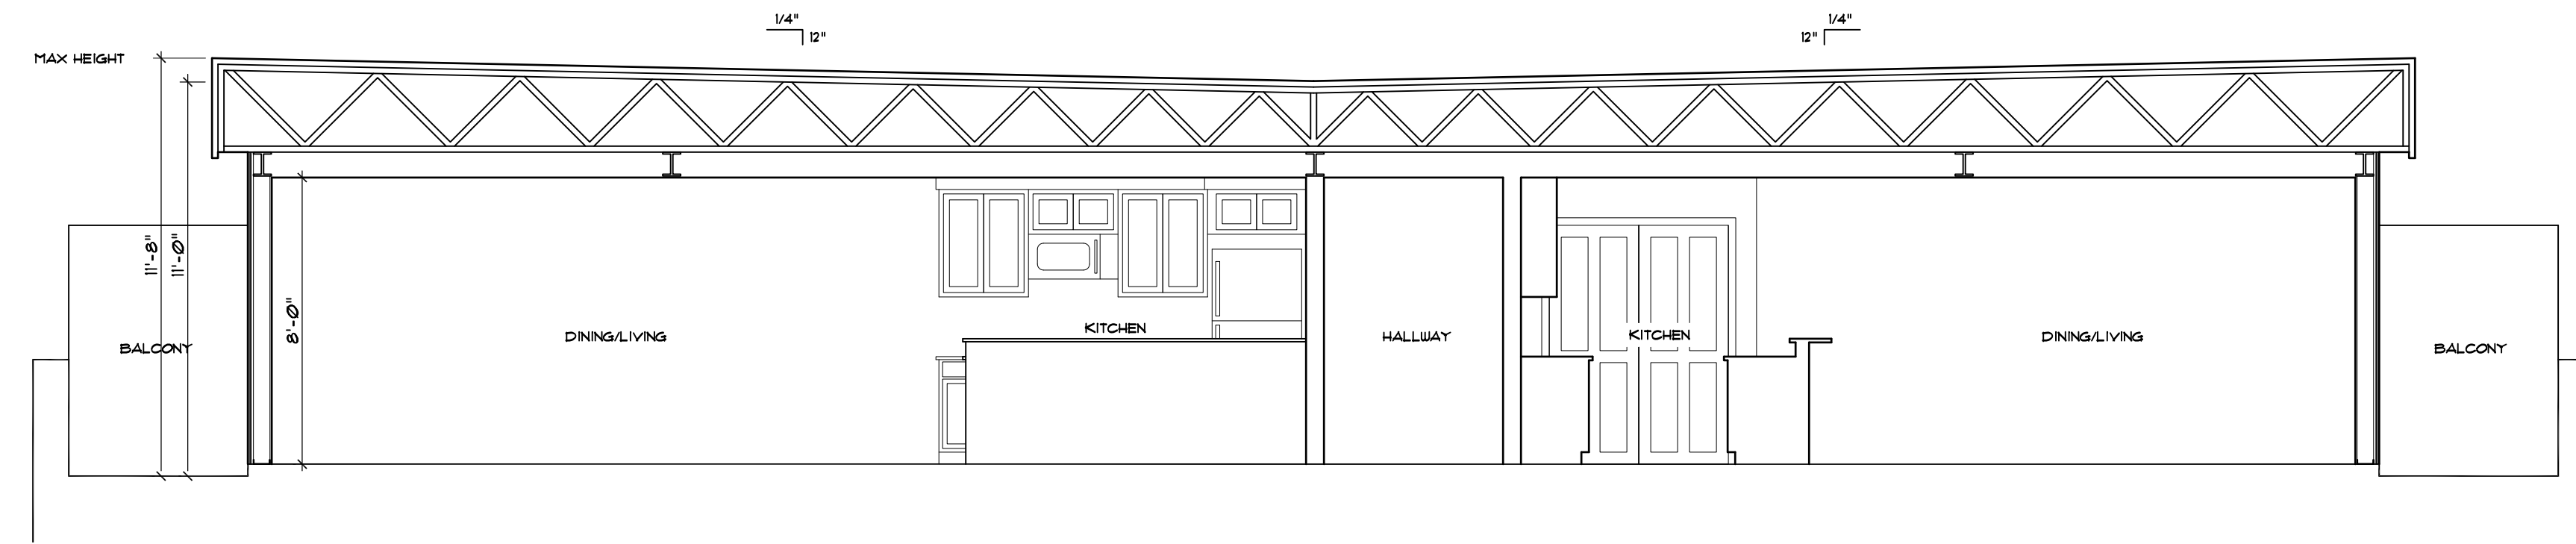 1/4"
12"
1/4"
12"
MAX HEIGHT
11'-8"
11'-0"
8'-0"
BALCONY
DINING/LIVING
KITCHEN
HALLWAY
KITCHEN
DINING/LIVING
BALCONY